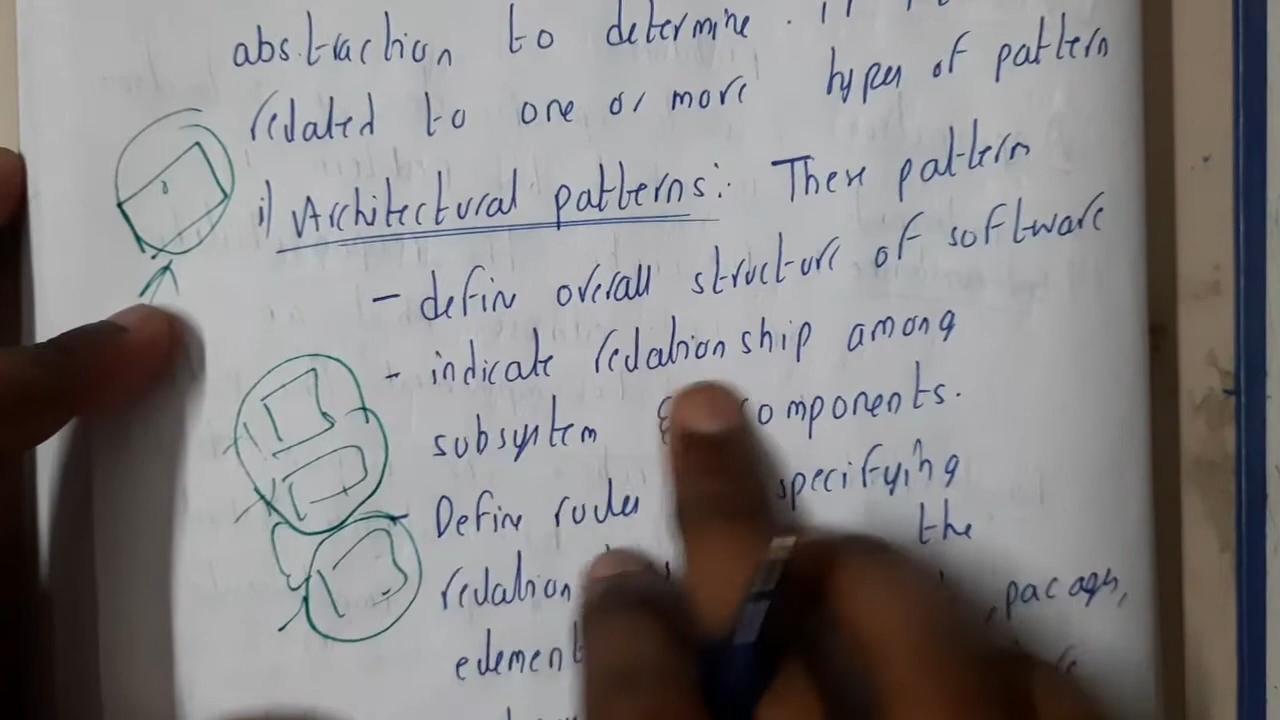 abstraction to determine .
related to one or more types of pattern
i) Architectural patterns:- These pattern
- define overall structure of software
- indicate relationship among
subsystem & components.
- Define rules specifying
relation the
element , pacages,